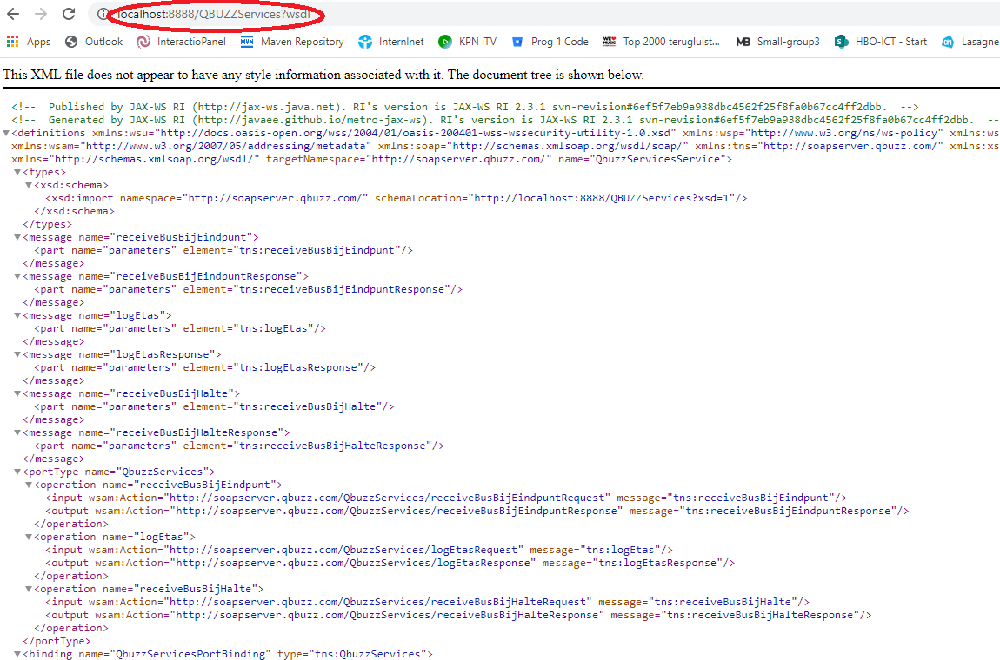 localhost:8888/QBUZZServices?wsdl
Apps Outlook InteractioPanel MVN Maven Repository InternInet KPN iTV Prog 1 Code Top 2000 terugluist... MB Small-group3 HBO-ICT - Start Lasagne
This XML file does not appear to have any style information associated with it. The document tree is shown below.
<!-- Published by JAX-WS RI (http://jax-ws.java.net). RI's version is JAX-WS RI 2.3.1 svn-revision#6ef5f7eb9a938dbc4562f25f8fa0b67cc4ff2dbb. -->
<!-- Generated by JAX-WS RI (http://javaee.github.io/metro-jax-ws). RI's version is JAX-WS RI 2.3.1 svn-revision#6ef5f7eb9a938dbc4562f25f8fa0b67cc4ff2dbb. --
▼<definitions xmlns:wsu="http://docs.oasis-open.org/wss/2004/01/oasis-200401-wss-wssecurity-utility-1.0.xsd" xmlns:wsp="http://www.w3.org/ns/ws-policy" xmlns:ws
xmlns:wsam="http://www.w3.org/2007/05/addressing/metadata" xmlns:soap="http://schemas.xmlsoap.org/wsdl/soap/" xmlns:tns="http://soapserver.qbuzz.com/" xmlns:xs
xmlns="http://schemas.xmlsoap.org/wsdl/" targetNamespace="http://soapserver.qbuzz.com/" name="QbuzzServicesService">
▼<types>
▼<xsd:schema>
<xsd:import namespace="http://soapserver.qbuzz.com/" schemaLocation="http://localhost:8888/QBUZZServices?xsd=1"/>
</xsd:schema>
</types>
▼<message name="receiveBusBijEindpunt">
<part name="parameters" element="tns:receiveBusBijEindpunt"/>
</message>
▼<message name="receiveBusBijEindpuntResponse">
<part name="parameters" element="tns:receiveBusBijEindpuntResponse"/>
</message>
▼<message name="logEtas">
<part name="parameters" element="tns:logEtas"/>
</message>
▼<message name="logEtasResponse">
<part name="parameters" element="tns:logEtasResponse"/>
</message>
▼<message name="receiveBusBijHalte">
<part name="parameters" element="tns:receiveBusBijHalte"/>
</message>
▼<message name="receiveBusBijHalteResponse">
<part name="parameters" element="tns:receiveBusBijHalteResponse"/>
</message>
▼<portType name="QbuzzServices">
▼<operation name="receiveBusBijEindpunt">
<input wsam:Action="http://soapserver.qbuzz.com/QbuzzServices/receiveBusBijEindpuntRequest" message="tns:receiveBusBijEindpunt"/>
<output wsam:Action="http://soapserver.qbuzz.com/QbuzzServices/receiveBusBijEindpuntResponse" message="tns:receiveBusBijEindpuntResponse"/>
</operation>
▼<operation name="logEtas">
<input wsam:Action="http://soapserver.qbuzz.com/QbuzzServices/logEtasRequest" message="tns:logEtas"/>
<output wsam:Action="http://soapserver.qbuzz.com/QbuzzServices/logEtasResponse" message="tns:logEtasResponse"/>
</operation>
▼<operation name="receiveBusBijHalte">
<input wsam:Action="http://soapserver.qbuzz.com/QbuzzServices/receiveBusBijHalteRequest" message="tns:receiveBusBijHalte"/>
<output wsam:Action="http://soapserver.qbuzz.com/QbuzzServices/receiveBusBijHalteResponse" message="tns:receiveBusBijHalteResponse"/>
</operation>
</portType>
▼<binding name="QbuzzServicesPortBinding" type="tns:QbuzzServices">